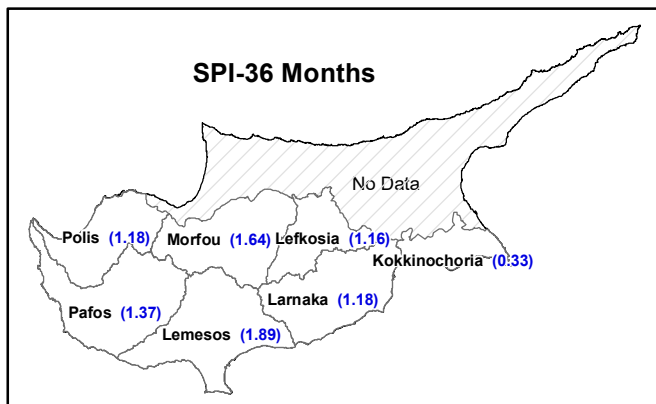 SPI-36 Months
No Data
Polis (1.18)
Morfou (1.64)
Lefkosia (1.16)
Kokkinochoria (0.33)
Pafos (1.37)
Larnaka (1.18)
Lemesos (1.89)